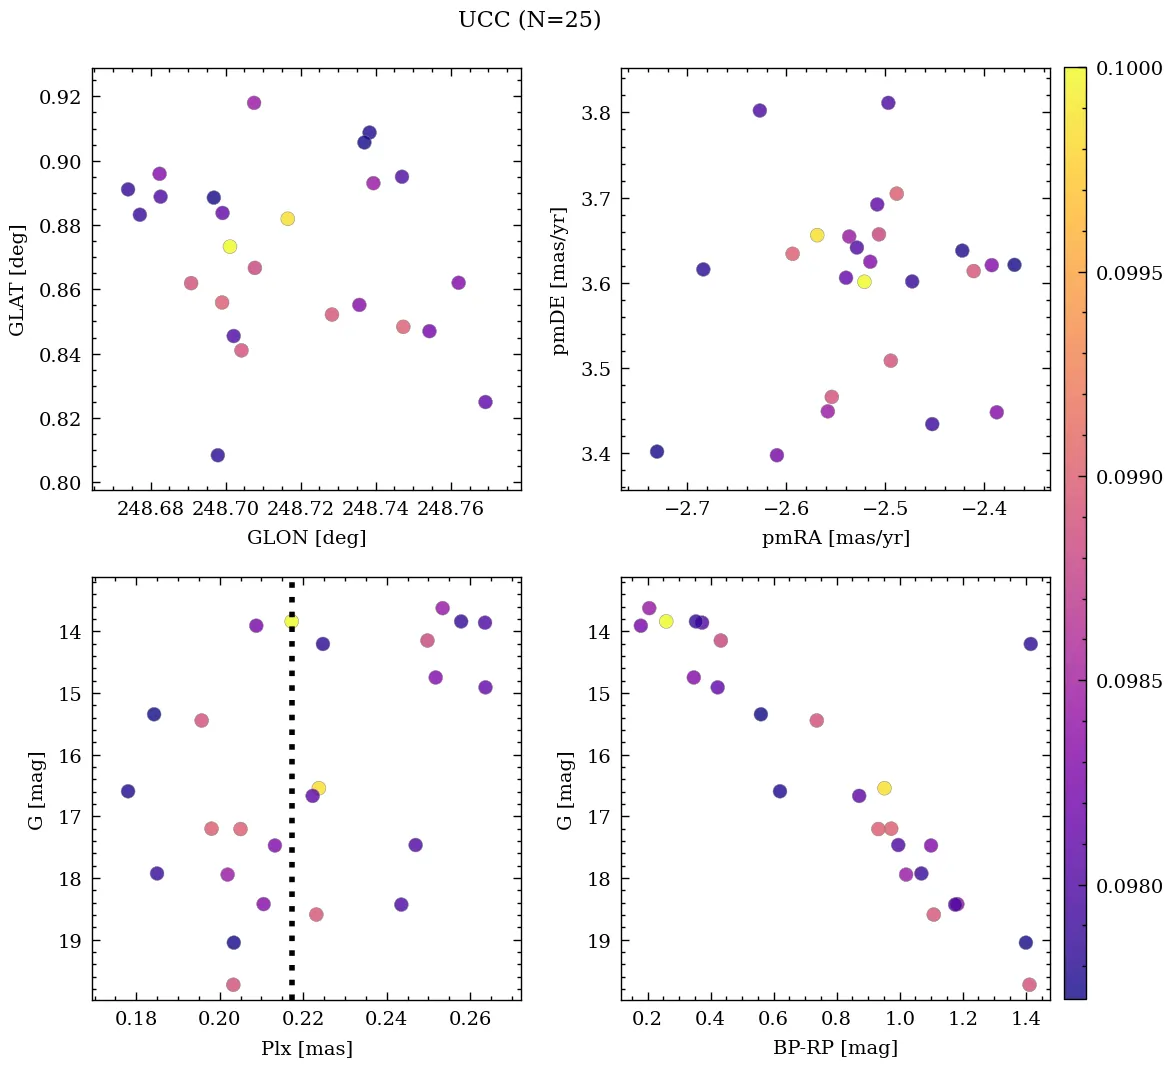 UCC (N=25)
0.92
0.90
0.88
0.86
0.84
0.82
0.80
GLAT [deg]
248.68 248.70 248.72 248.74 248.76
GLON [deg]
3.8
3.7
3.6
3.5
3.4
pmDE [mas/yr]
−2.7 −2.6 −2.5 −2.4
pmRA [mas/yr]
14
15
16
17
18
19
G [mag]
0.18 0.20 0.22 0.24 0.26
Plx [mas]
14
15
16
17
18
19
G [mag]
0.2 0.4 0.6 0.8 1.0 1.2 1.4
BP-RP [mag]
0.1000
0.0995
0.0990
0.0985
0.0980